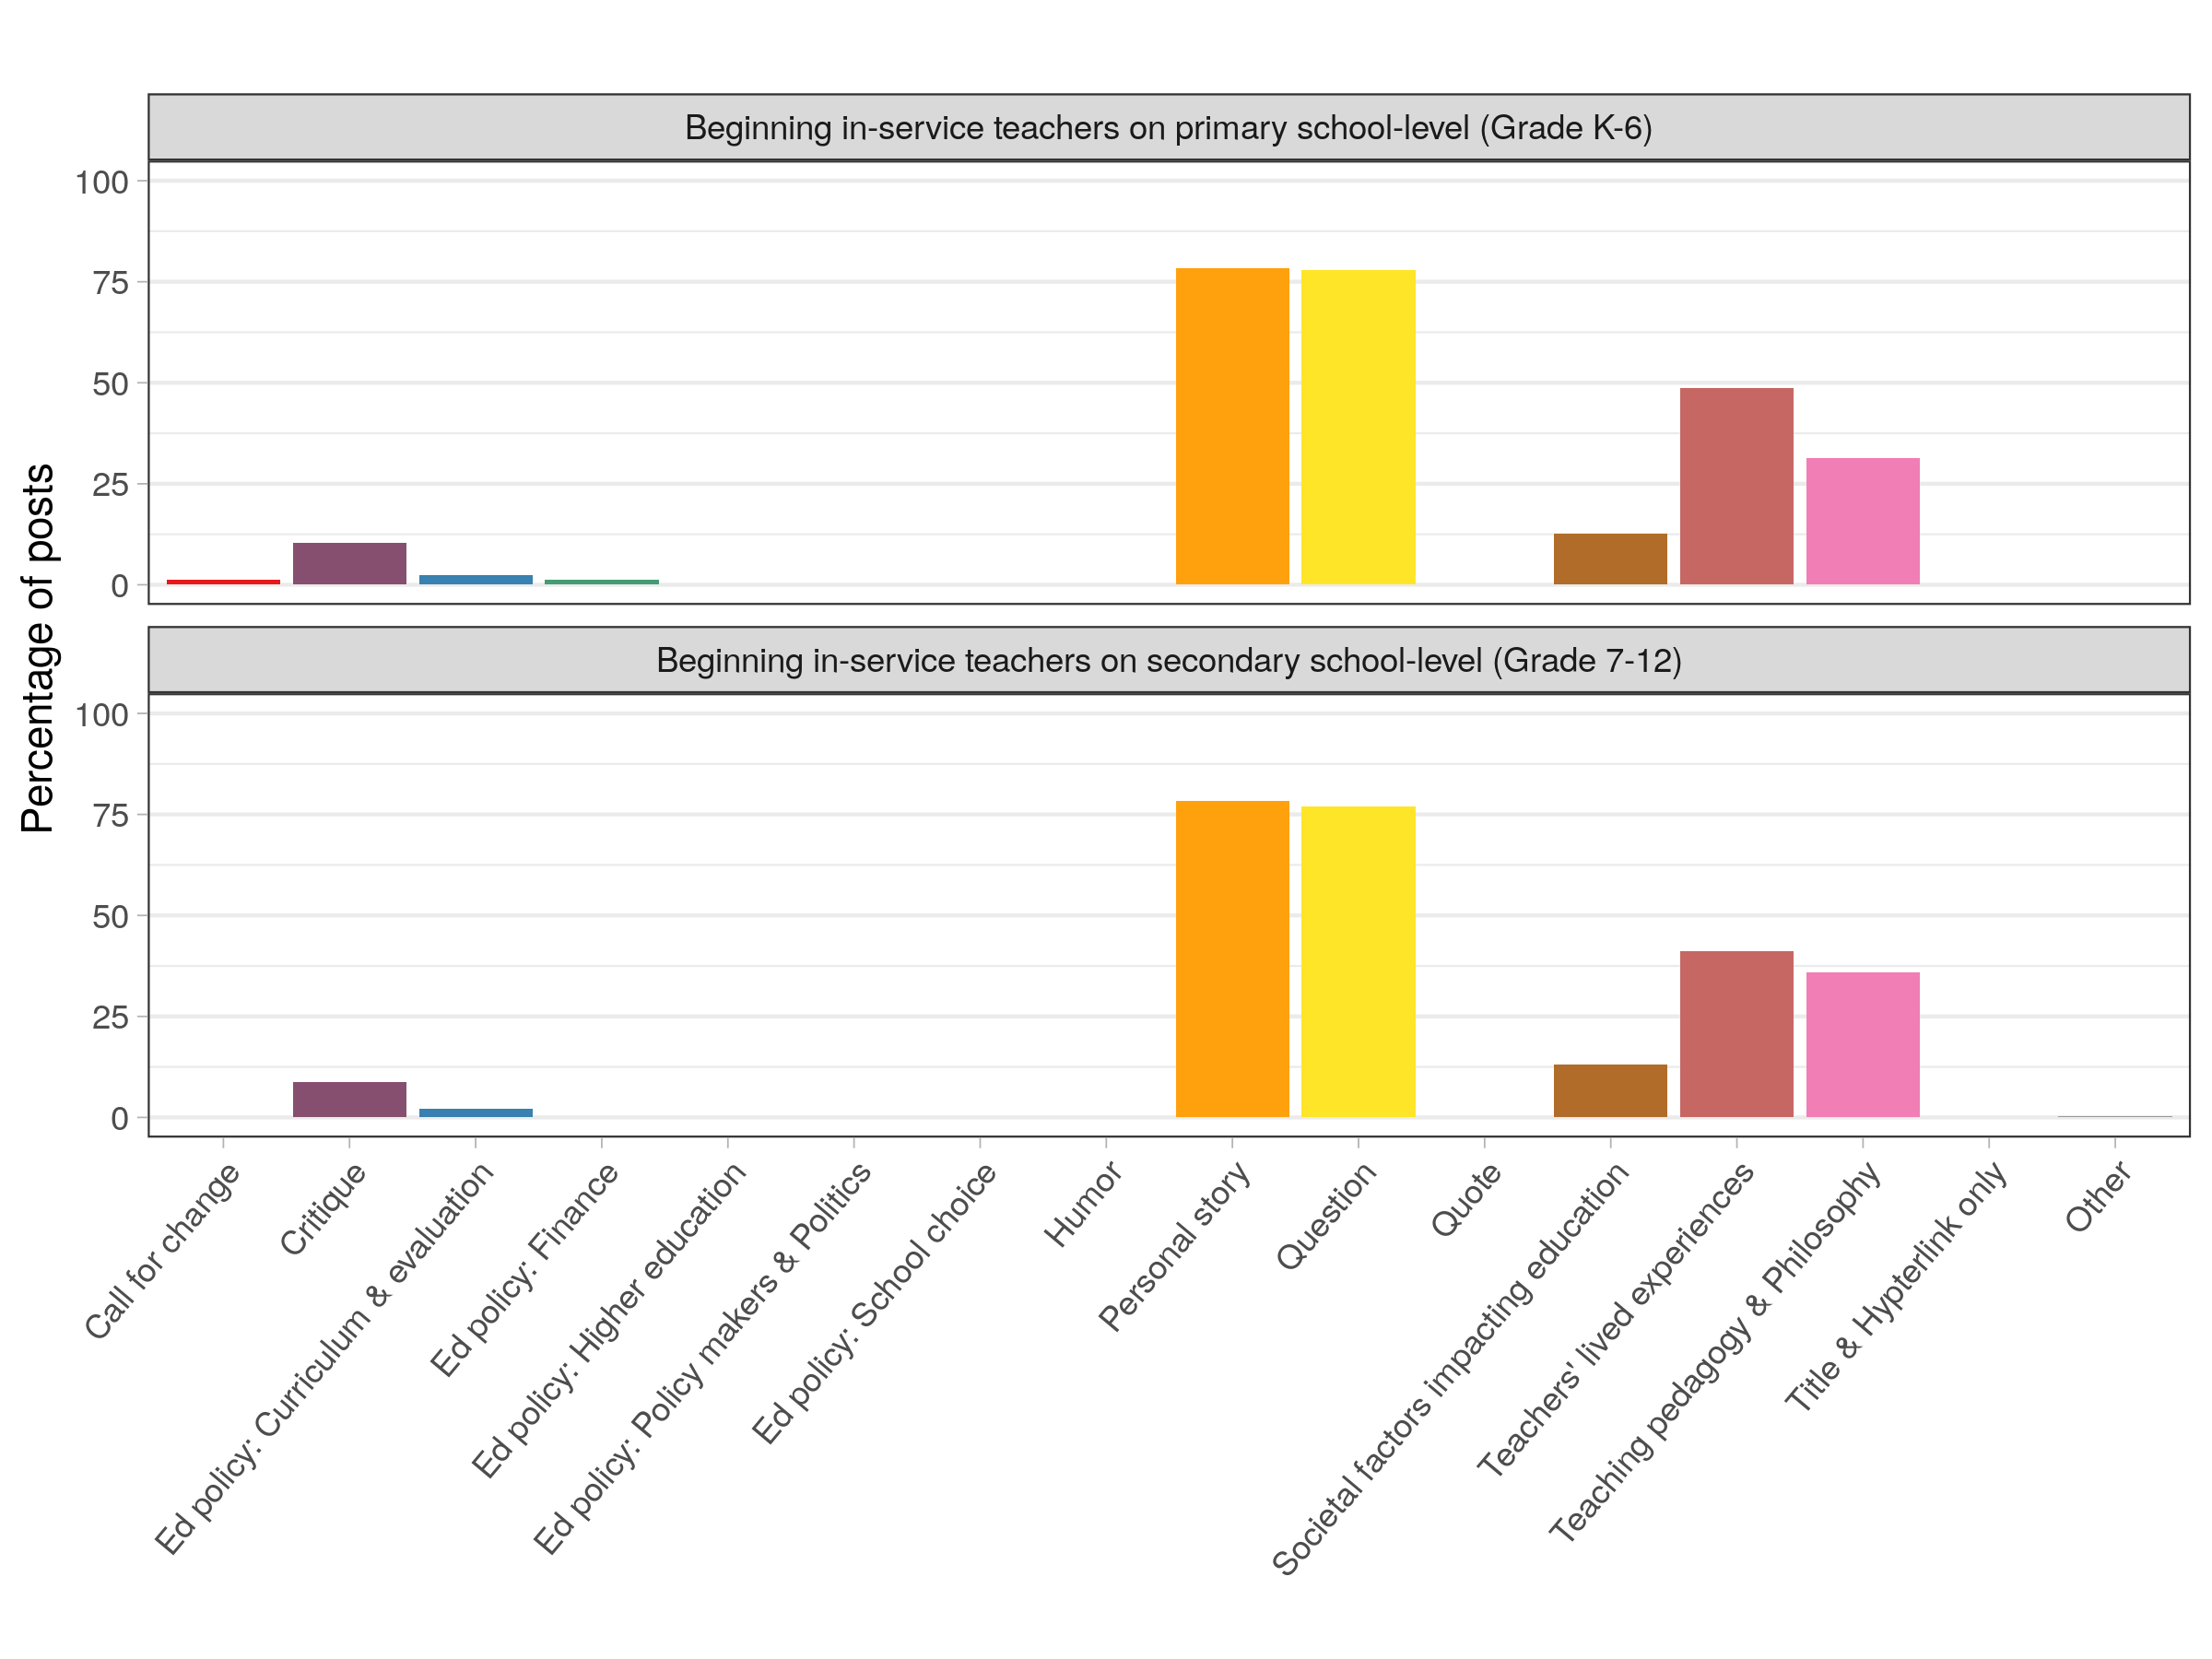 Beginning in-service teachers on primary school-level (Grade K-6)
100
75
50
25
0
Percentage of posts
Beginning in-service teachers on secondary school-level (Grade 7-12)
100
75
50
25
0
Call for change
Critique
Ed policy: Curriculum & evaluation
Ed policy: Finance
Ed policy: Higher education
Ed policy: Policy makers & Politics
Ed policy: School choice
Humor
Personal story
Question
Quote
Societal factors impacting education
Teachers' lived experiences
Teaching pedagogy & Philosophy
Title & Hypterlink only
Other